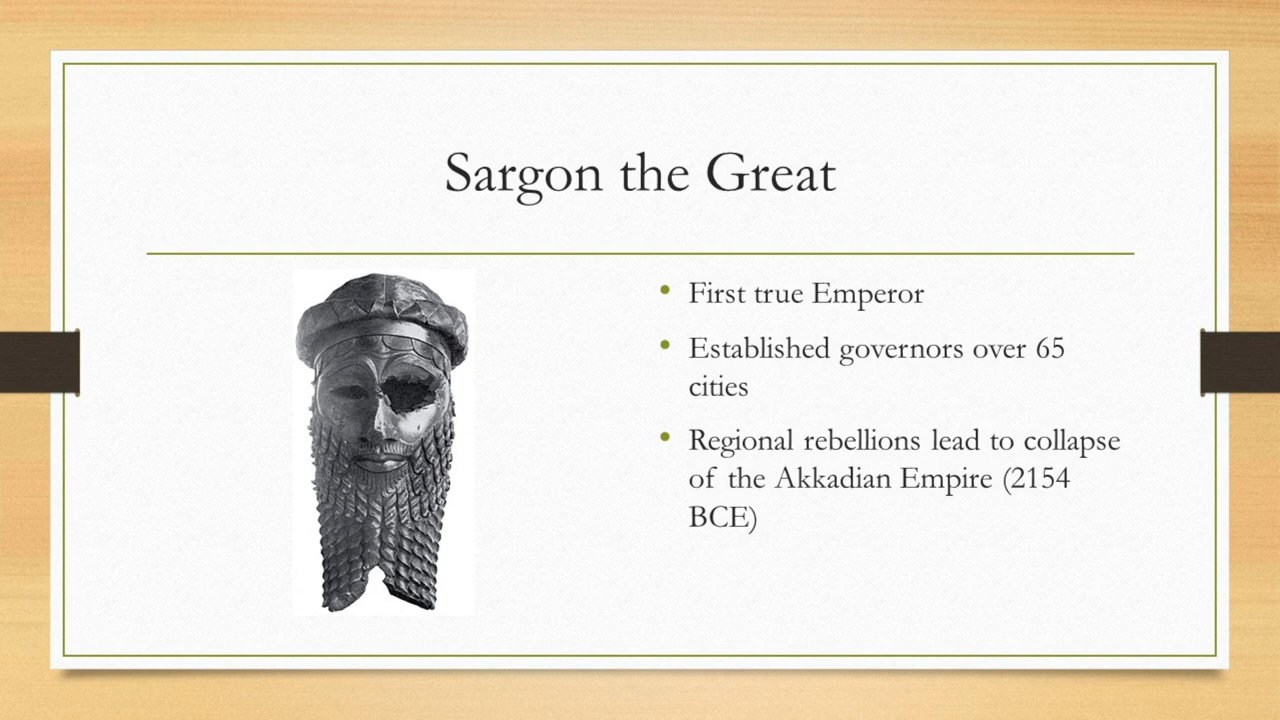 Sargon the Great
• First true Emperor
• Established governors over 65
cities
• Regional rebellions lead to collapse
of the Akkadian Empire (2154
BCE)